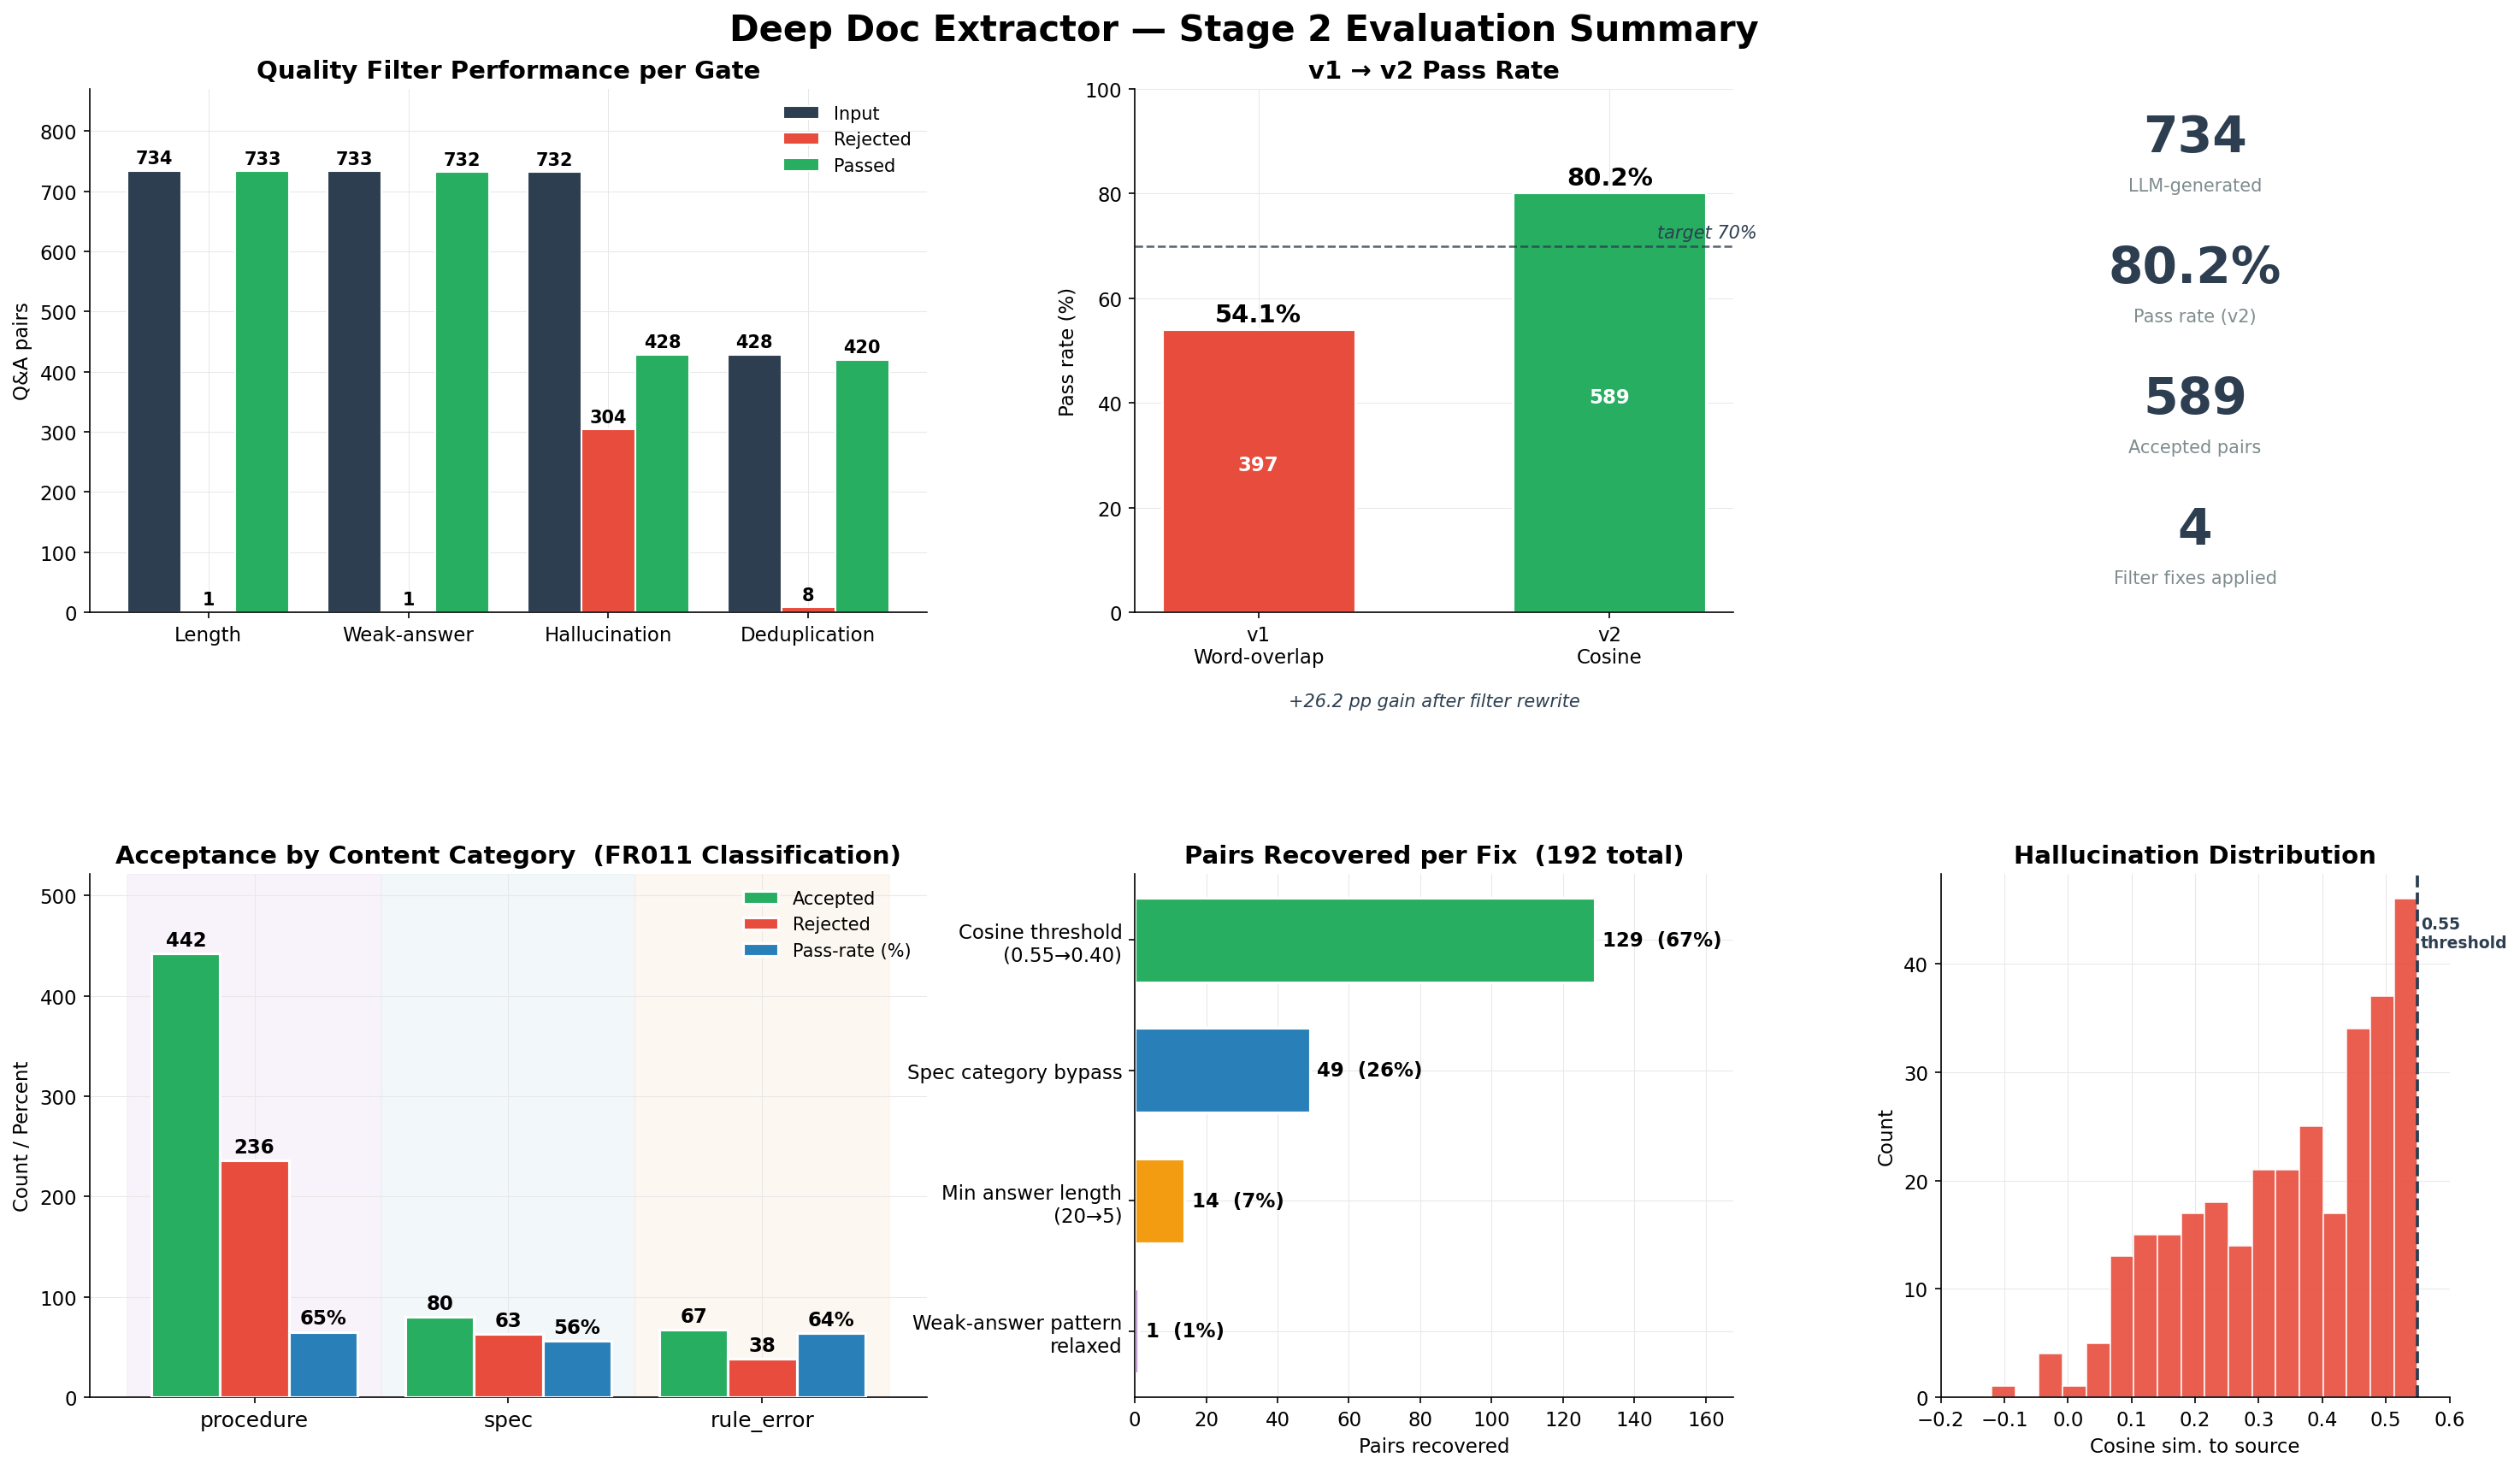 Deep Doc Extractor — Stage 2 Evaluation Summary
Quality Filter Performance per Gate
Q&A pairs
800
700
600
500
400
300
200
100
0
Input
Rejected
Passed
734
1
733
733
1
732
732
304
428
428
8
420
Length
Weak-answer
Hallucination
Deduplication
v1 → v2 Pass Rate
Pass rate (%)
100
80
60
40
20
0
54.1%
397
80.2%
589
target 70%
v1
Word-overlap
v2
Cosine
+26.2 pp gain after filter rewrite
734
LLM-generated
80.2%
Pass rate (v2)
589
Accepted pairs
4
Filter fixes applied
Acceptance by Content Category (FR011 Classification)
Count / Percent
500
400
300
200
100
0
Accepted
Rejected
Pass-rate (%)
442
236
65%
80
63
56%
67
38
64%
procedure
spec
rule_error
Pairs Recovered per Fix (192 total)
Cosine threshold
(0.55→0.40)
129 (67%)
Spec category bypass
49 (26%)
Min answer length
(20→5)
14 (7%)
Weak-answer pattern
relaxed
1 (1%)
0 20 40 60 80 100 120 140 160
Pairs recovered
Hallucination Distribution
Count
40
30
20
10
0
0.55
threshold
−0.2 −0.1 0.0 0.1 0.2 0.3 0.4 0.5 0.6
Cosine sim. to source